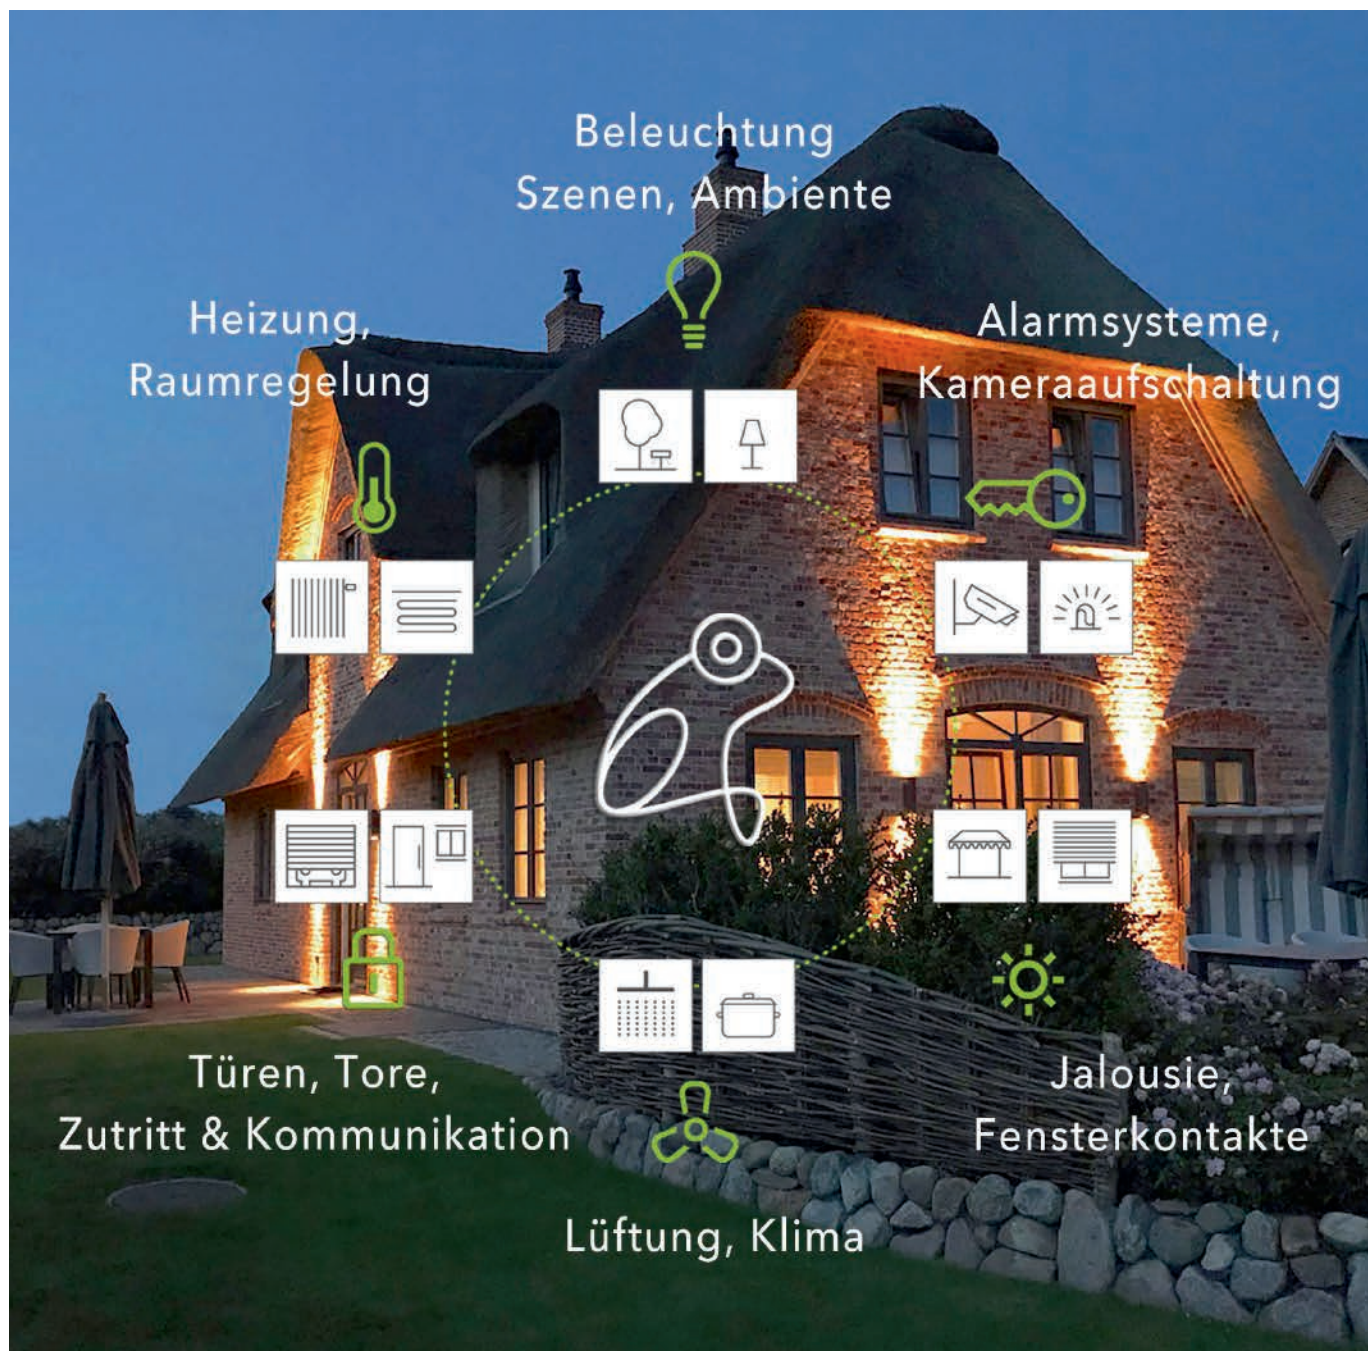 Beleuchtung
Szenen, Ambiente
Heizung,
Raumregelung
Alarmsysteme,
Kameraaufschaltung
Türen, Tore,
Zutritt & Kommunikation
Jalousie,
Fensterkontakte
Lüftung, Klima